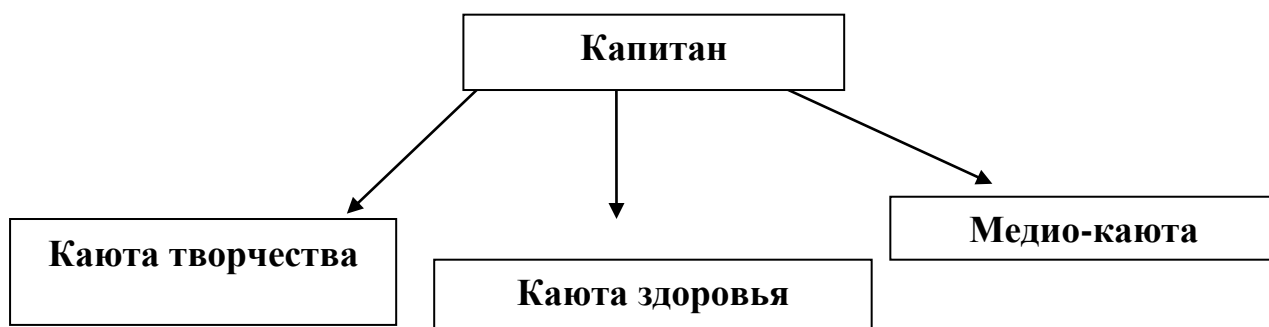 Капитан
Каюта творчества
Каюта здоровья
Медио-каюта